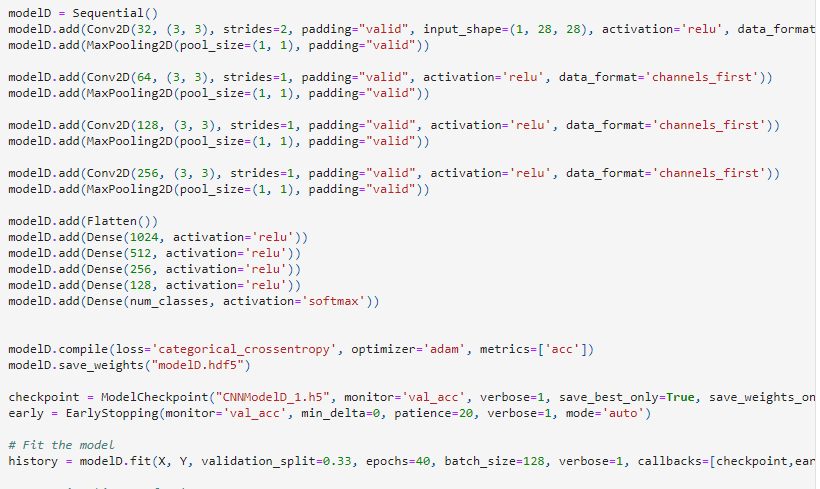 modelD = Sequential()
modelD.add(Conv2D(32, (3, 3), strides=2, padding="valid", input_shape=(1, 28, 28), activation='relu', data_format
modelD.add(MaxPooling2D(pool_size=(1, 1), padding="valid"))
modelD.add(Conv2D(64, (3, 3), strides=1, padding="valid", activation='relu', data_format='channels_first'))
modelD.add(MaxPooling2D(pool_size=(1, 1), padding="valid"))
modelD.add(Conv2D(128, (3, 3), strides=1, padding="valid", activation='relu', data_format='channels_first'))
modelD.add(MaxPooling2D(pool_size=(1, 1), padding="valid"))
modelD.add(Conv2D(256, (3, 3), strides=1, padding="valid", activation='relu', data_format='channels_first'))
modelD.add(MaxPooling2D(pool_size=(1, 1), padding="valid"))
modelD.add(Flatten())
modelD.add(Dense(1024, activation='relu'))
modelD.add(Dense(512, activation='relu'))
modelD.add(Dense(256, activation='relu'))
modelD.add(Dense(128, activation='relu'))
modelD.add(Dense(num_classes, activation='softmax'))
modelD.compile(loss='categorical_crossentropy', optimizer='adam', metrics=['acc'])
modelD.save_weights("modelD.hdf5")
checkpoint = ModelCheckpoint("CNNModelD_1.h5", monitor='val_acc', verbose=1, save_best_only=True, save_weights_on
early = EarlyStopping(monitor='val_acc', min_delta=0, patience=20, verbose=1, mode='auto')
# Fit the model
history = modelD.fit(X, Y, validation_split=0.33, epochs=40, batch_size=128, verbose=1, callbacks=[checkpoint,ear